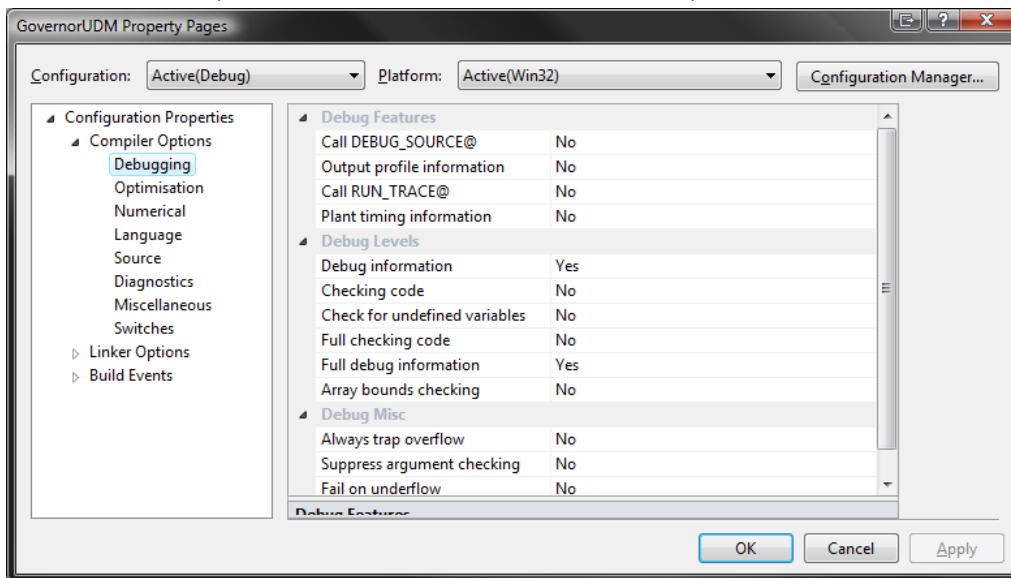 GovernorUDM Property Pages
Configuration: Active(Debug) Platform: Active(Win32) Configuration Manager...
Configuration Properties
Compiler Options
Debugging
Optimisation
Numerical
Language
Source
Diagnostics
Miscellaneous
Switches
Linker Options
Build Events
Debug Features
Call DEBUG_SOURCE@ No
Output profile information No
Call RUN_TRACE@ No
Plant timing information No
Debug Levels
Debug information Yes
Checking code No
Check for undefined variables No
Full checking code No
Full debug information Yes
Array bounds checking No
Debug Misc
Always trap overflow No
Suppress argument checking No
Fail on underflow No
Debug Features
OK Cancel Apply